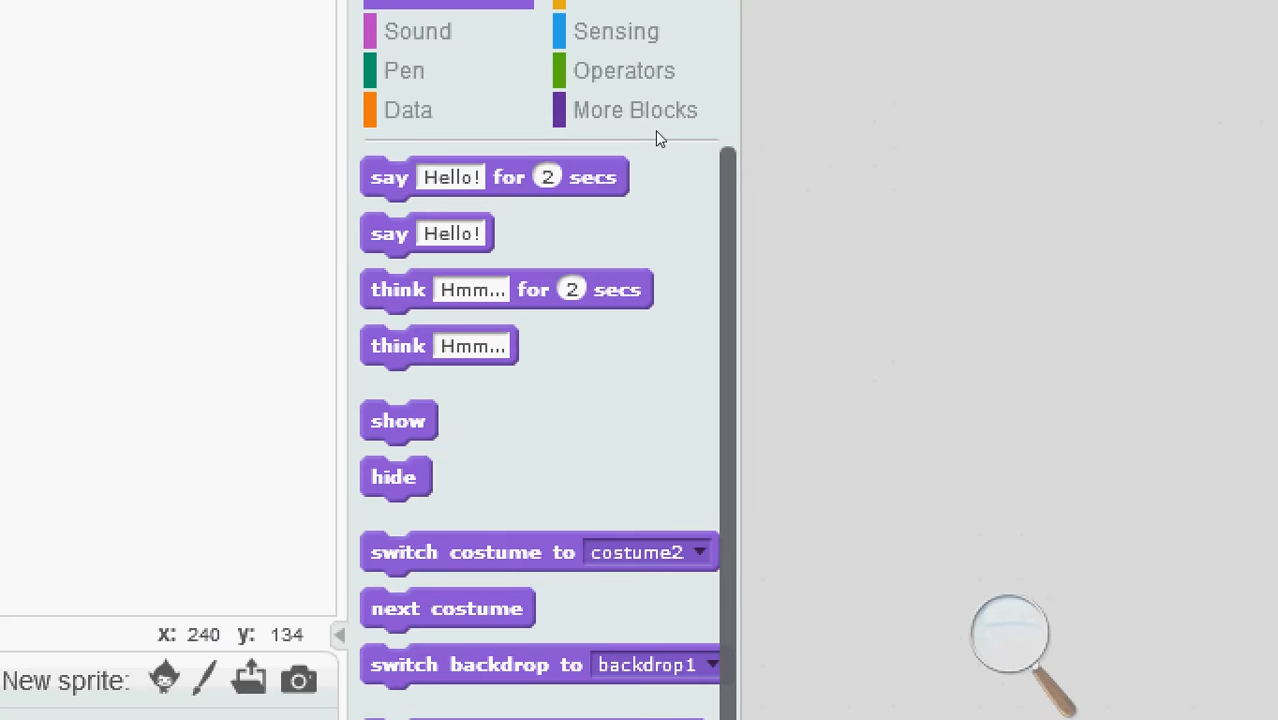 Sound
Sensing
Pen
Operators
Data
More Blocks
say Hello! for 2 secs
say Hello!
think Hmm... for 2 secs
think Hmm...
show
hide
switch costume to costume2
next costume
switch backdrop to backdrop1
x: 240 y: 134
New sprite: